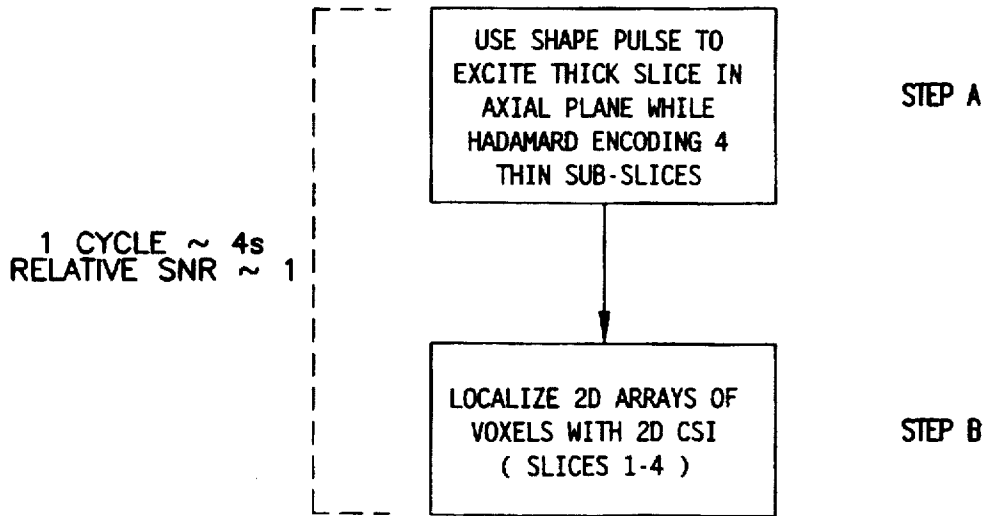 USE SHAPE PULSE TO
EXCITE THICK SLICE IN
AXIAL PLANE WHILE
HADAMARD ENCODING 4
THIN SUB-SLICES
STEP A
1 CYCLE ~ 4s
RELATIVE SNR ~ 1
LOCALIZE 2D ARRAYS OF
VOXELS WITH 2D CSI
( SLICES 1-4 )
STEP B